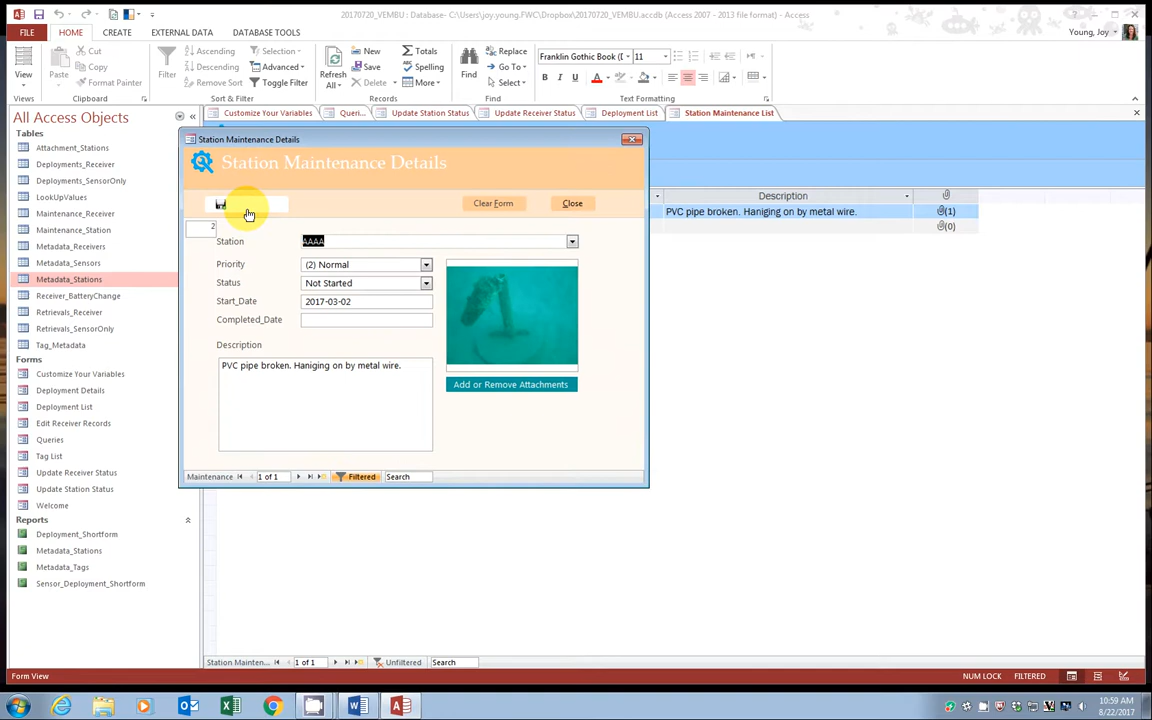 20170720_VEMBU : Database- C:\Users\joy.young.FWC\Dropbox\20170720_VEMBU.accdb (Access 2007 - 2013 file format) - Access
FILE HOME CREATE EXTERNAL DATA DATABASE TOOLS Young, Joy
View Paste Cut Copy Format Painter Filter Ascending Descending Remove Sort Selection Advanced Toggle Filter Refresh All New Save Delete Totals Spelling More Find Replace Go To Select Franklin Gothic Book ( 11 B I U A
Views Clipboard Sort & Filter Records Find Text Formatting
All Access Objects
Customize Your Variables Queri... Update Station Status Update Receiver Status Deployment List Station Maintenance List
Tables
Attachment_Stations
Deployments_Receiver
Deployments_SensorOnly
LookUpValues
Maintenance_Receiver
Maintenance_Station
Metadata_Receivers
Metadata_Sensors
Metadata_Stations
Receiver_BatteryChange
Retrievals_Receiver
Retrievals_SensorOnly
Tag_Metadata
Forms
Customize Your Variables
Deployment Details
Deployment List
Edit Receiver Records
Queries
Tag List
Update Receiver Status
Update Station Status
Welcome
Reports
Deployment_Shortform
Metadata_Stations
Metadata_Tags
Sensor_Deployment_Shortform
Station Maintenance Details
Station Maintenance Details
Clear Form Close
2
Station AAAA
Priority (2) Normal
Status Not Started
Start_Date 2017-03-02
Completed_Date
Description
PVC pipe broken. Haniging on by metal wire.
Add or Remove Attachments
Maintenance 1 of 1 Filtered Search
Description
PVC pipe broken. Haniging on by metal wire. (1)
(0)
Station Mainten... 1 of 1 Unfiltered Search
Form View NUM LOCK FILTERED
10:59 AM
8/22/2017